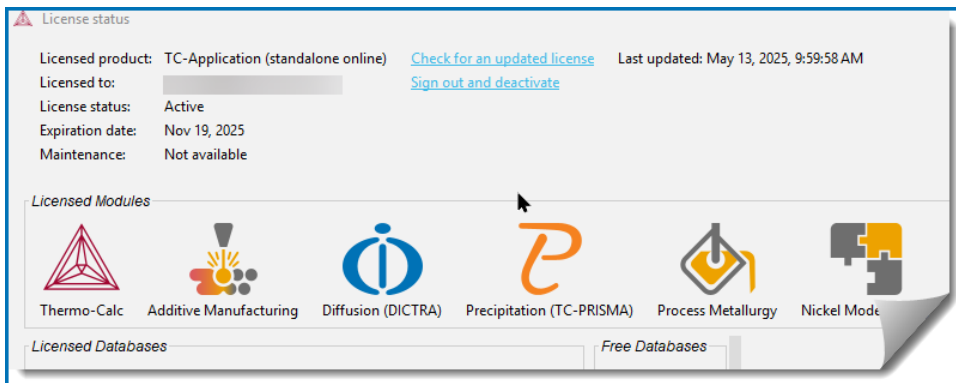 License status
Licensed product: TC-Application (standalone online) Check for an updated license Last updated: May 13, 2025, 9:59:58 AM
Licensed to: Sign out and deactivate
License status: Active
Expiration date: Nov 19, 2025
Maintenance: Not available
Licensed Modules
Thermo-Calc Additive Manufacturing Diffusion (DICTRA) Precipitation (TC-PRISMA) Process Metallurgy Nickel
Licensed Databases Free Databases